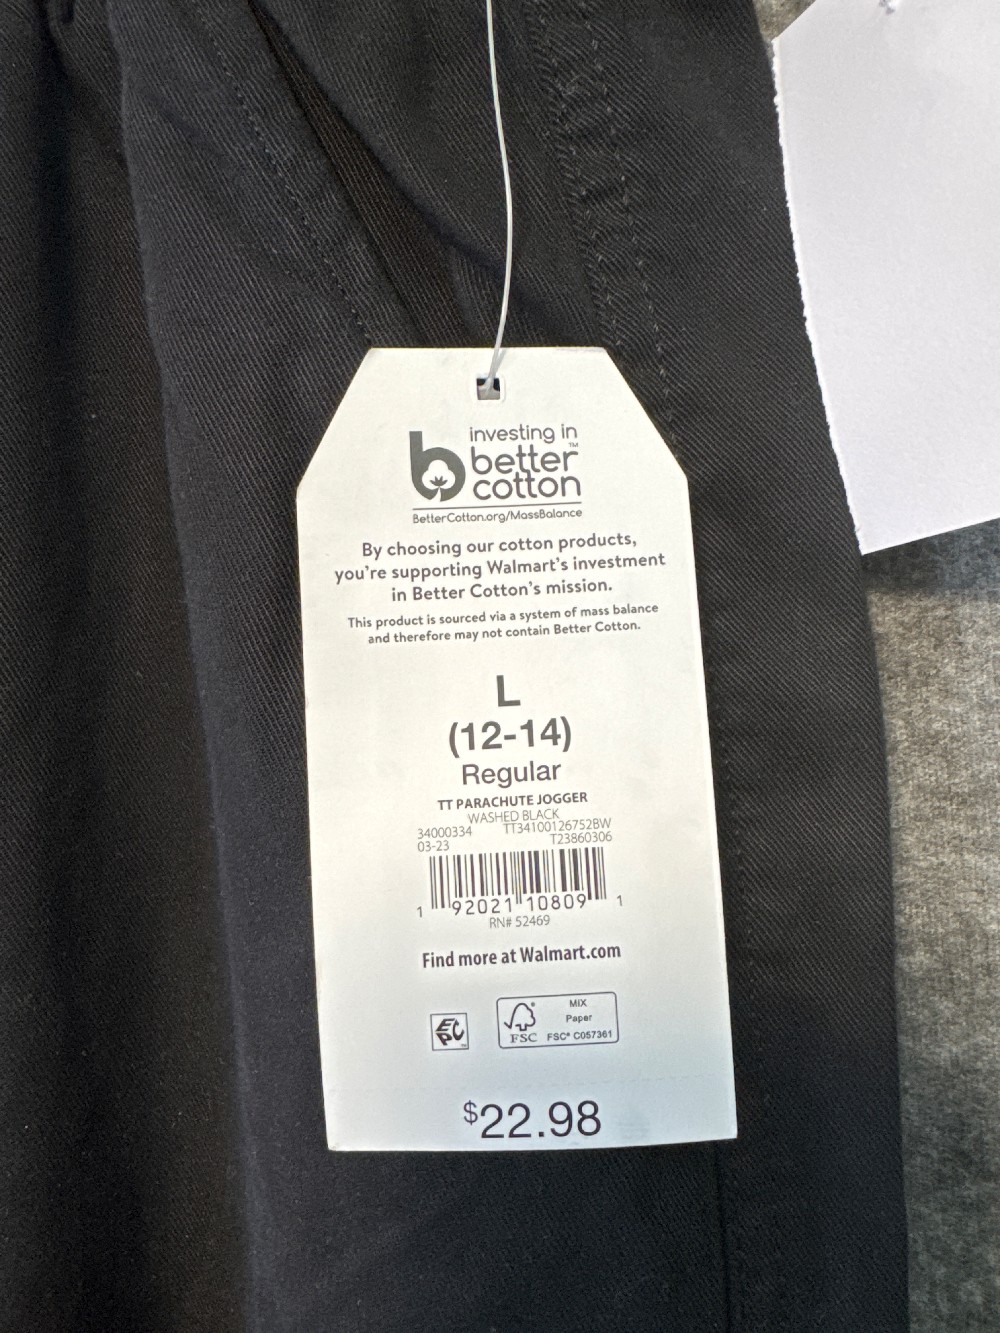 investing in
better™
cotton
BetterCotton.org/MassBalance
By choosing our cotton products,
you're supporting Walmart's investment
in Better Cotton's mission.
This product is sourced via a system of mass balance
and therefore may not contain Better Cotton.
L
(12-14)
Regular
TT PARACHUTE JOGGER
WASHED BLACK
34000334 TT34100126752BW
03-23 T23860306
1 92021 10809 1
RN# 52469
Find more at Walmart.com
EPC™
MIX
Paper
FSC® FSC® C057361
$22.98